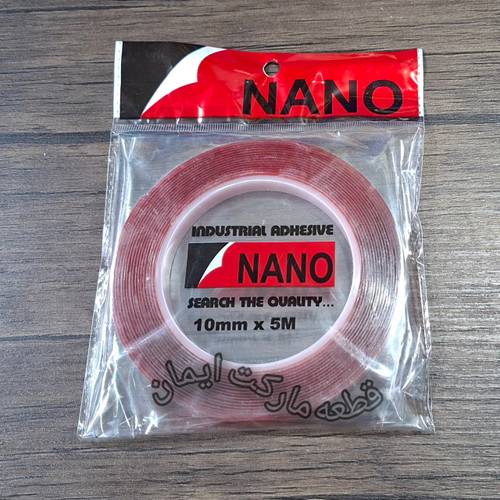 NANO
INDUSTRIAL ADHESIVE
NANO
SEARCH THE QUALITY...
10mm x 5M
قطعه مارکت ایمان